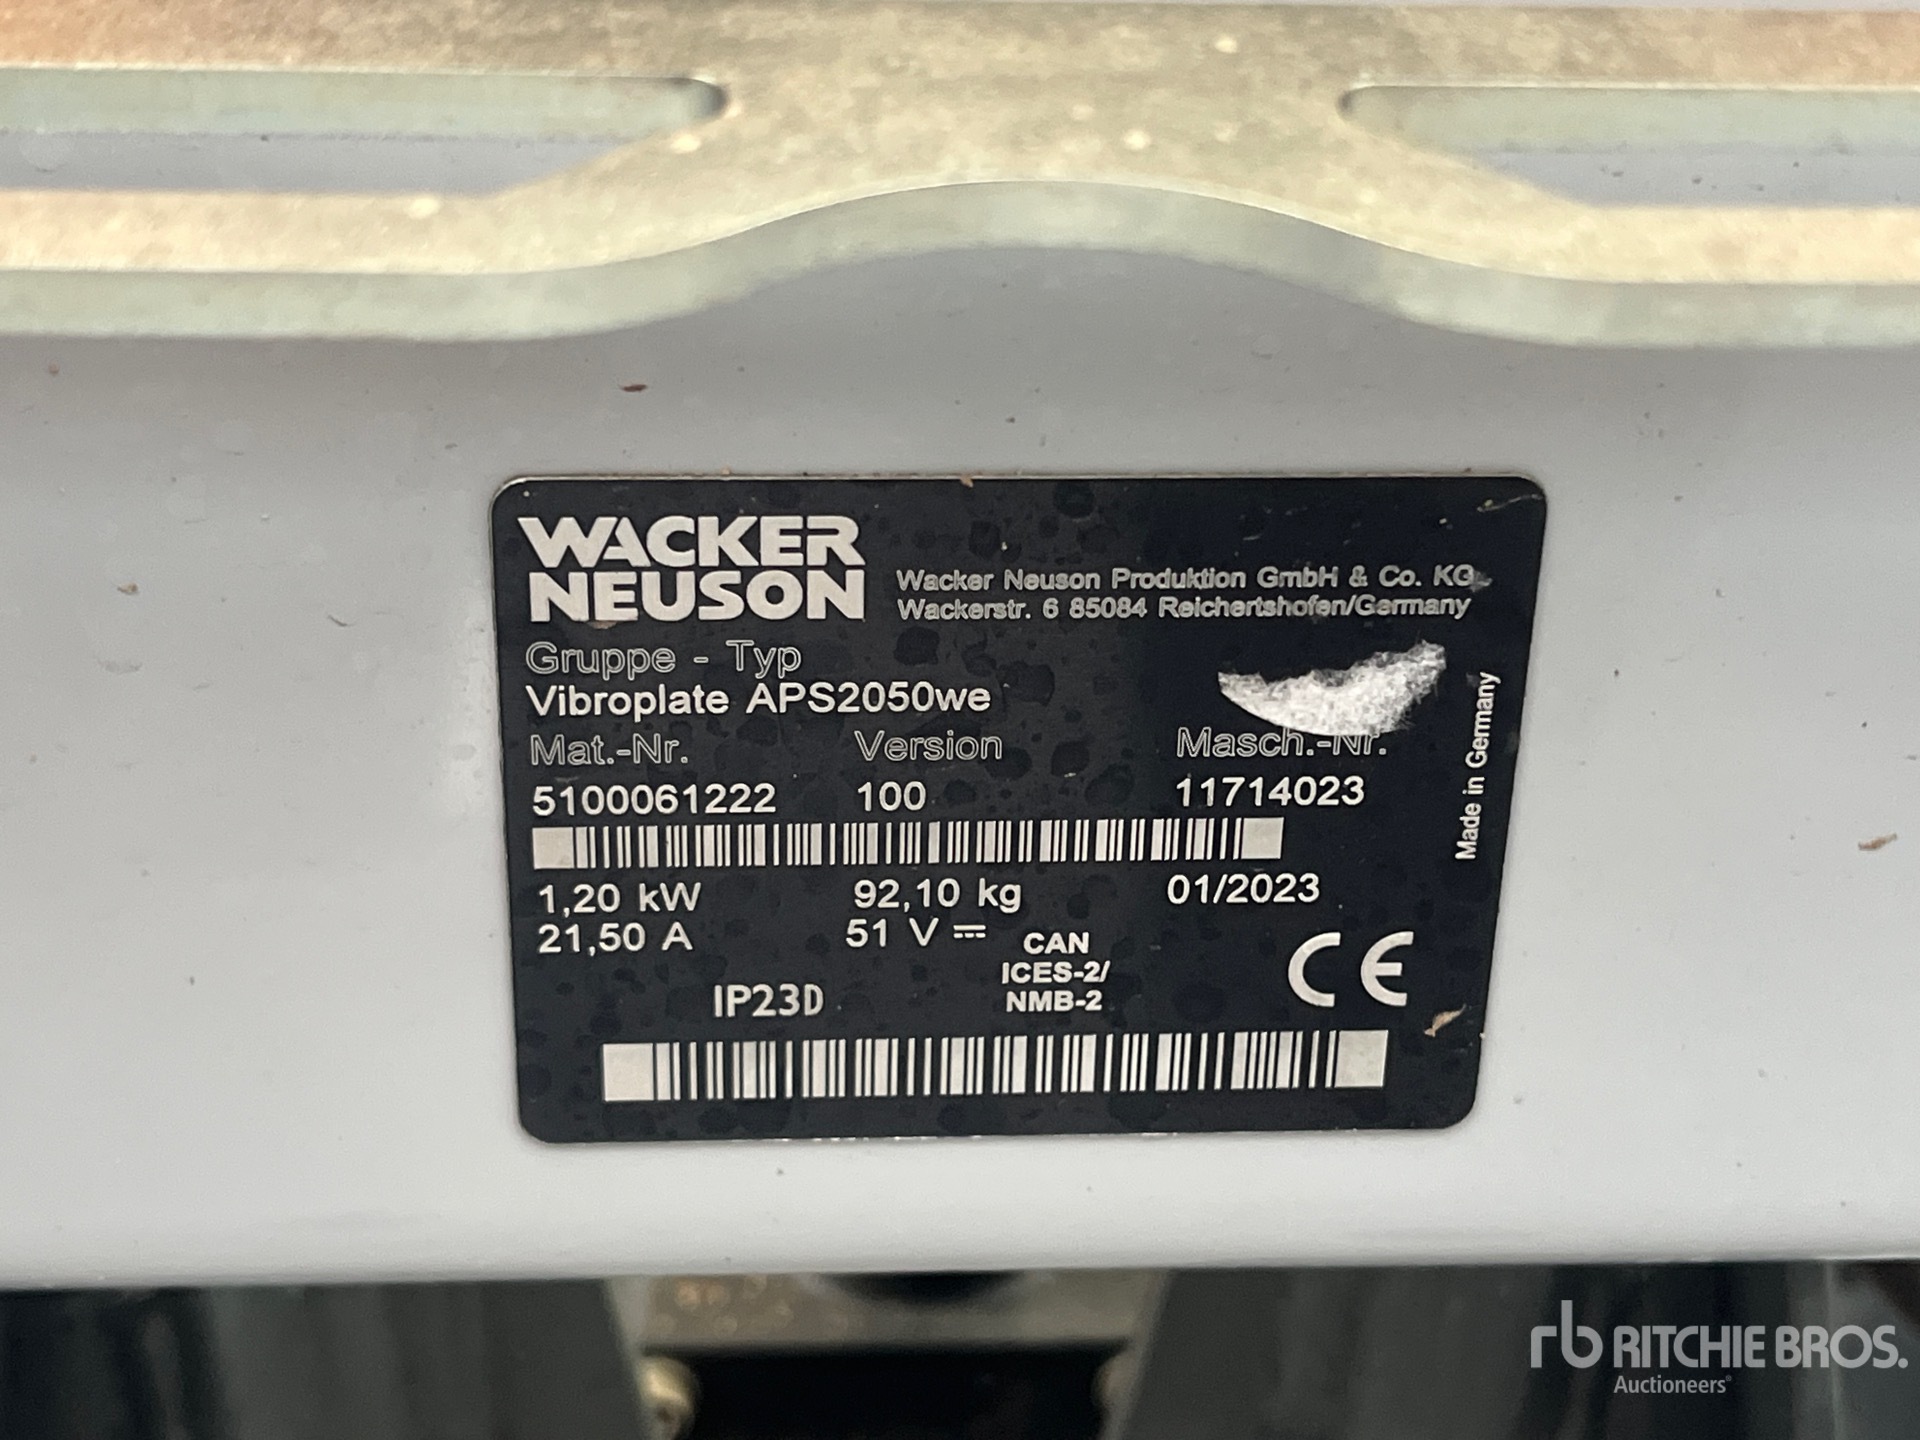 WACKER
NEUSON
Wacker Neuson Produktion GmbH & Co. KG
Wackerstr. 6 85084 Reichertshofen/Germany
Gruppe - Typ
Vibroplate APS2050we
Mat.-Nr. Version Masch.-Nr.
5100061222 100 11714023
1,20 kW 92,10 kg 01/2023
21,50 A 51 V
CAN
ICES-2/
NMB-2
IP23D
CE
Made in Germany
rb RITCHIE BROS.
Auctioneers®